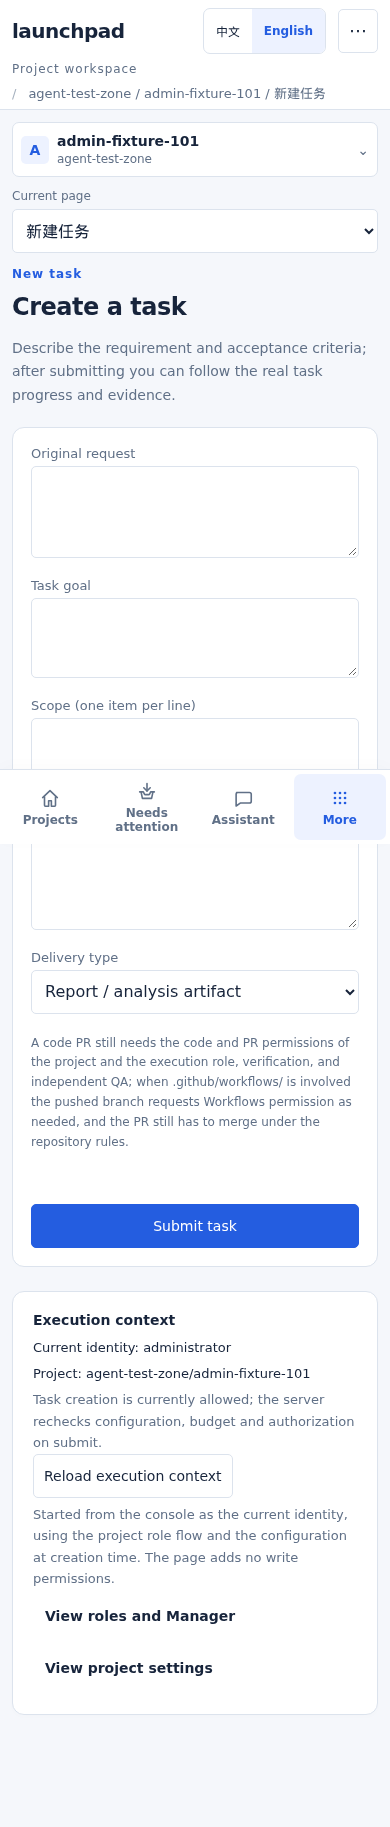 launchpad
中文
English
⋯
Project workspace
/ agent-test-zone / admin-fixture-101 / 新建任务
A
admin-fixture-101
agent-test-zone
Current page
新建任务
New task
Create a task
Describe the requirement and acceptance criteria;
after submitting you can follow the real task
progress and evidence.
Original request
Task goal
Scope (one item per line)
Projects
Needs
attention
Assistant
More
Delivery type
Report / analysis artifact
A code PR still needs the code and PR permissions of
the project and the execution role, verification, and
independent QA; when .github/workflows/ is involved
the pushed branch requests Workflows permission as
needed, and the PR still has to merge under the
repository rules.
Submit task
Execution context
Current identity: administrator
Project: agent-test-zone/admin-fixture-101
Task creation is currently allowed; the server
rechecks configuration, budget and authorization
on submit.
Reload execution context
Started from the console as the current identity,
using the project role flow and the configuration
at creation time. The page adds no write
permissions.
View roles and Manager
View project settings